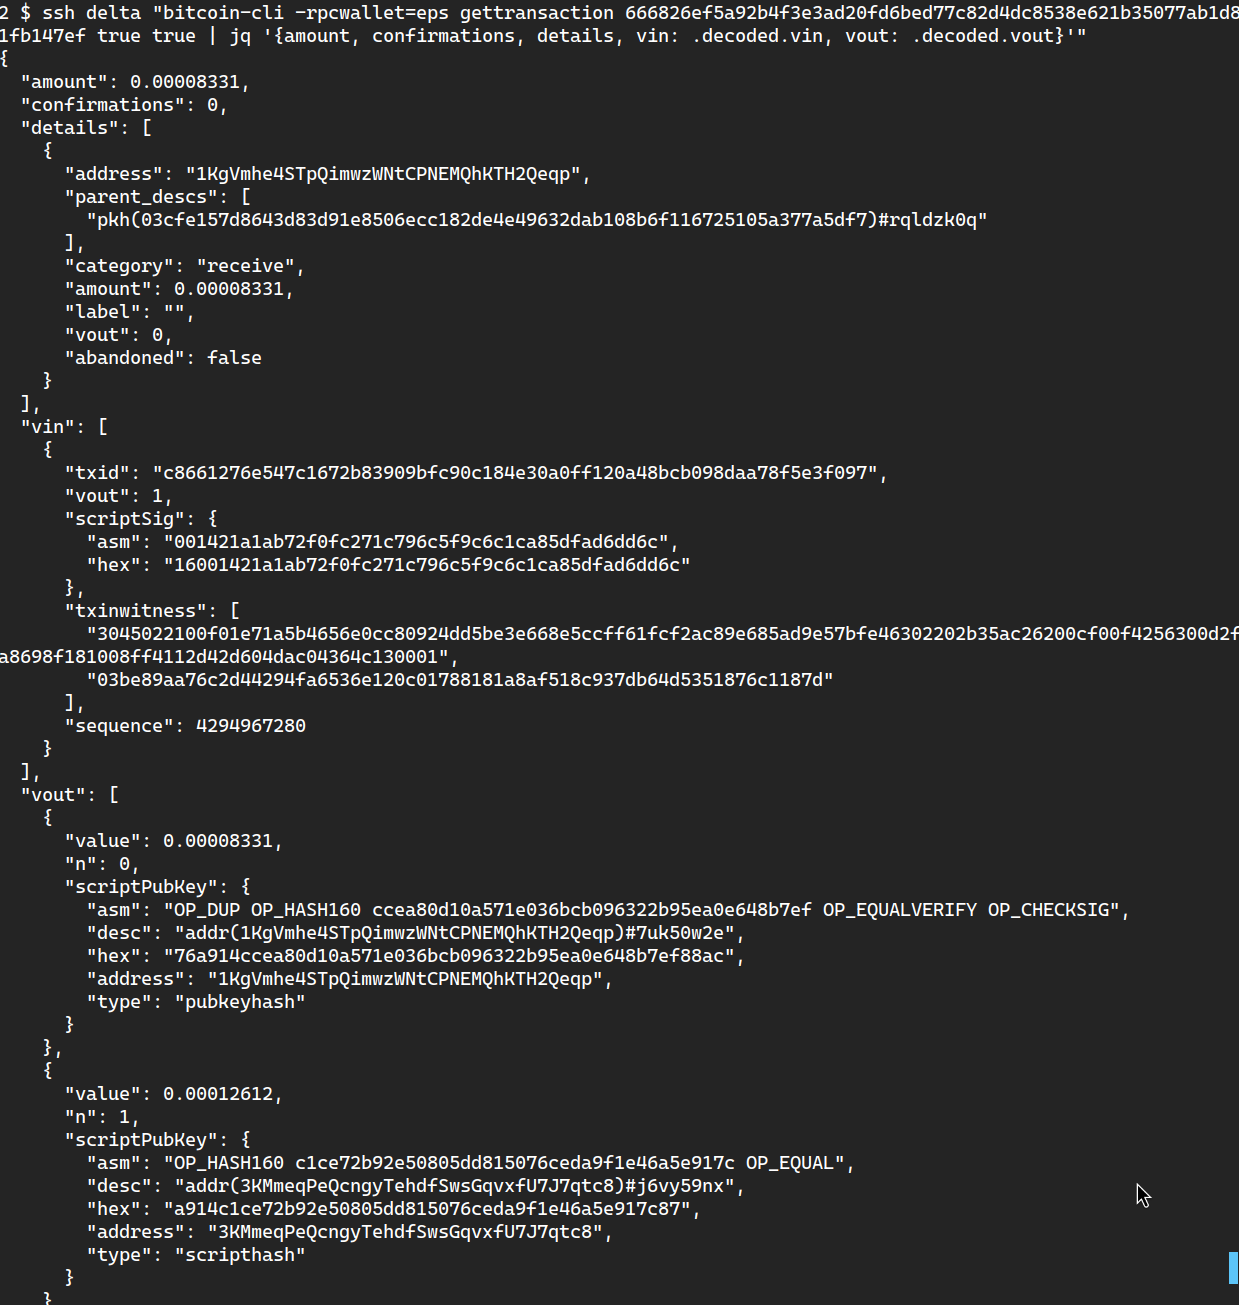 2 $ ssh delta "bitcoin-cli -rpcwallet=eps gettransaction 666826ef5a92b4f3e3ad20fd6bed77c82d4dc8538e621b35077ab1d8
1fb147ef true true | jq '{amount, confirmations, details, vin: .decoded.vin, vout: .decoded.vout}'"
{
  "amount": 0.00008331,
  "confirmations": 0,
  "details": [
    {
      "address": "1KgVmhe4STpQimwzWNtCPNEMQhKTH2Qeqp",
      "parent_descs": [
        "pkh(03cfe157d8643d83d91e8506ecc182de4e49632dab108b6f116725105a377a5df7)#rqldzk0q"
      ],
      "category": "receive",
      "amount": 0.00008331,
      "label": "",
      "vout": 0,
      "abandoned": false
    }
  ],
  "vin": [
    {
      "txid": "c8661276e547c1672b83909bfc90c184e30a0ff120a48bcb098daa78f5e3f097",
      "vout": 1,
      "scriptSig": {
        "asm": "001421a1ab72f0fc271c796c5f9c6c1ca85dfad6dd6c",
        "hex": "16001421a1ab72f0fc271c796c5f9c6c1ca85dfad6dd6c"
      },
      "txinwitness": [
        "3045022100f01e71a5b4656e0cc80924dd5be3e668e5ccff61fcf2ac89e685ad9e57bfe46302202b35ac26200cf00f4256300d2f
a8698f181008ff4112d42d604dac04364c130001",
        "03be89aa76c2d44294fa6536e120c01788181a8af518c937db64d5351876c1187d"
      ],
      "sequence": 4294967280
    }
  ],
  "vout": [
    {
      "value": 0.00008331,
      "n": 0,
      "scriptPubKey": {
        "asm": "OP_DUP OP_HASH160 ccea80d10a571e036bcb096322b95ea0e648b7ef OP_EQUALVERIFY OP_CHECKSIG",
        "desc": "addr(1KgVmhe4STpQimwzWNtCPNEMQhKTH2Qeqp)#7uk50w2e",
        "hex": "76a914ccea80d10a571e036bcb096322b95ea0e648b7ef88ac",
        "address": "1KgVmhe4STpQimwzWNtCPNEMQhKTH2Qeqp",
        "type": "pubkeyhash"
      }
    },
    {
      "value": 0.00012612,
      "n": 1,
      "scriptPubKey": {
        "asm": "OP_HASH160 c1ce72b92e50805dd815076ceda9f1e46a5e917c OP_EQUAL",
        "desc": "addr(3KMmeqPeQcngyTehdfSwsGqvxfU7J7qtc8)#j6vy59nx",
        "hex": "a914c1ce72b92e50805dd815076ceda9f1e46a5e917c87",
        "address": "3KMmeqPeQcngyTehdfSwsGqvxfU7J7qtc8",
        "type": "scripthash"
      }
    }